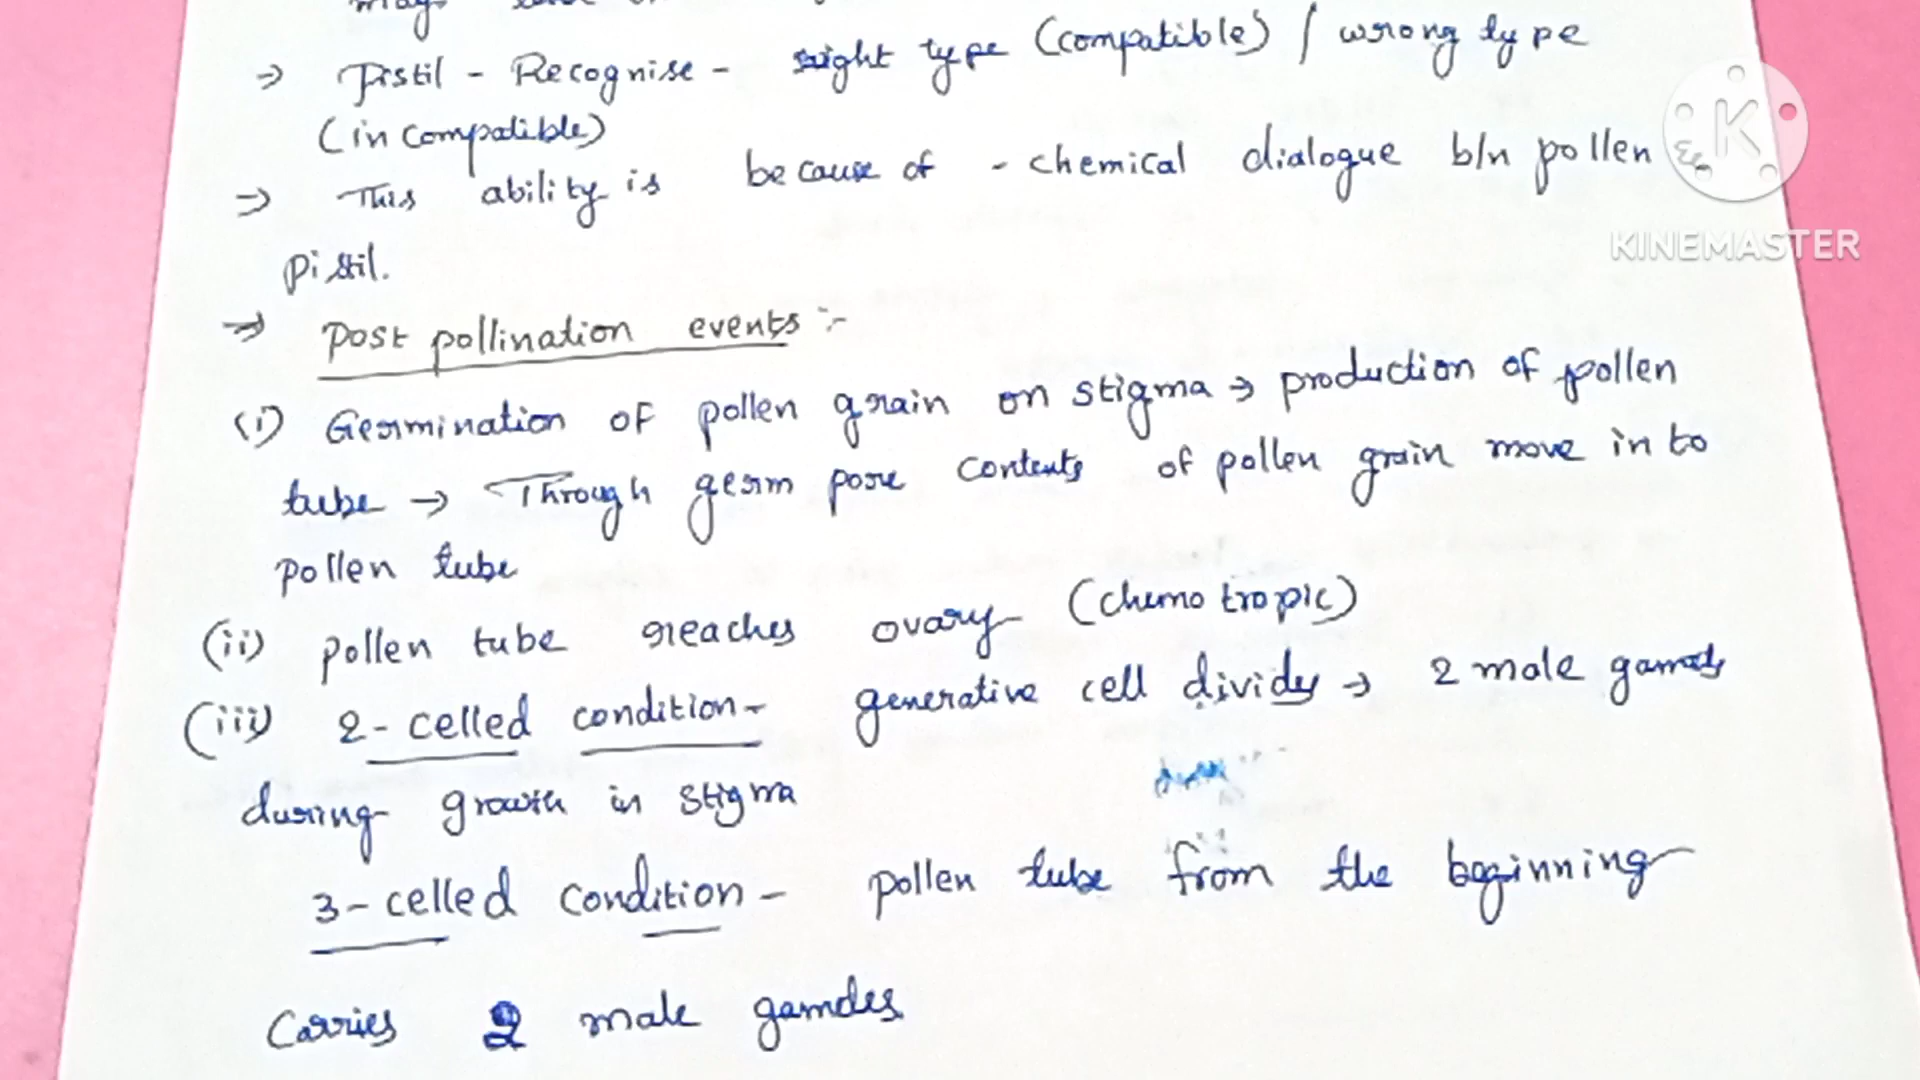 ⇒ Pistil - Recognise - right type (compatible) / wrong type
(incompatible)
⇒ This ability is because of - chemical dialogue b/n pollen &
pistil.
⇒ Post pollination events :-
(i) Germination of pollen grain on stigma → production of pollen
tube → Through germ pore contents of pollen grain move in to
pollen tube
(ii) pollen tube reaches ovary (chemo tropic)
(iii) 2-celled condition - generative cell divides → 2 male gametes
during growth in stigma
3-celled condition - pollen tube from the beginning
Carries 2 male gametes
K
KINEMASTER